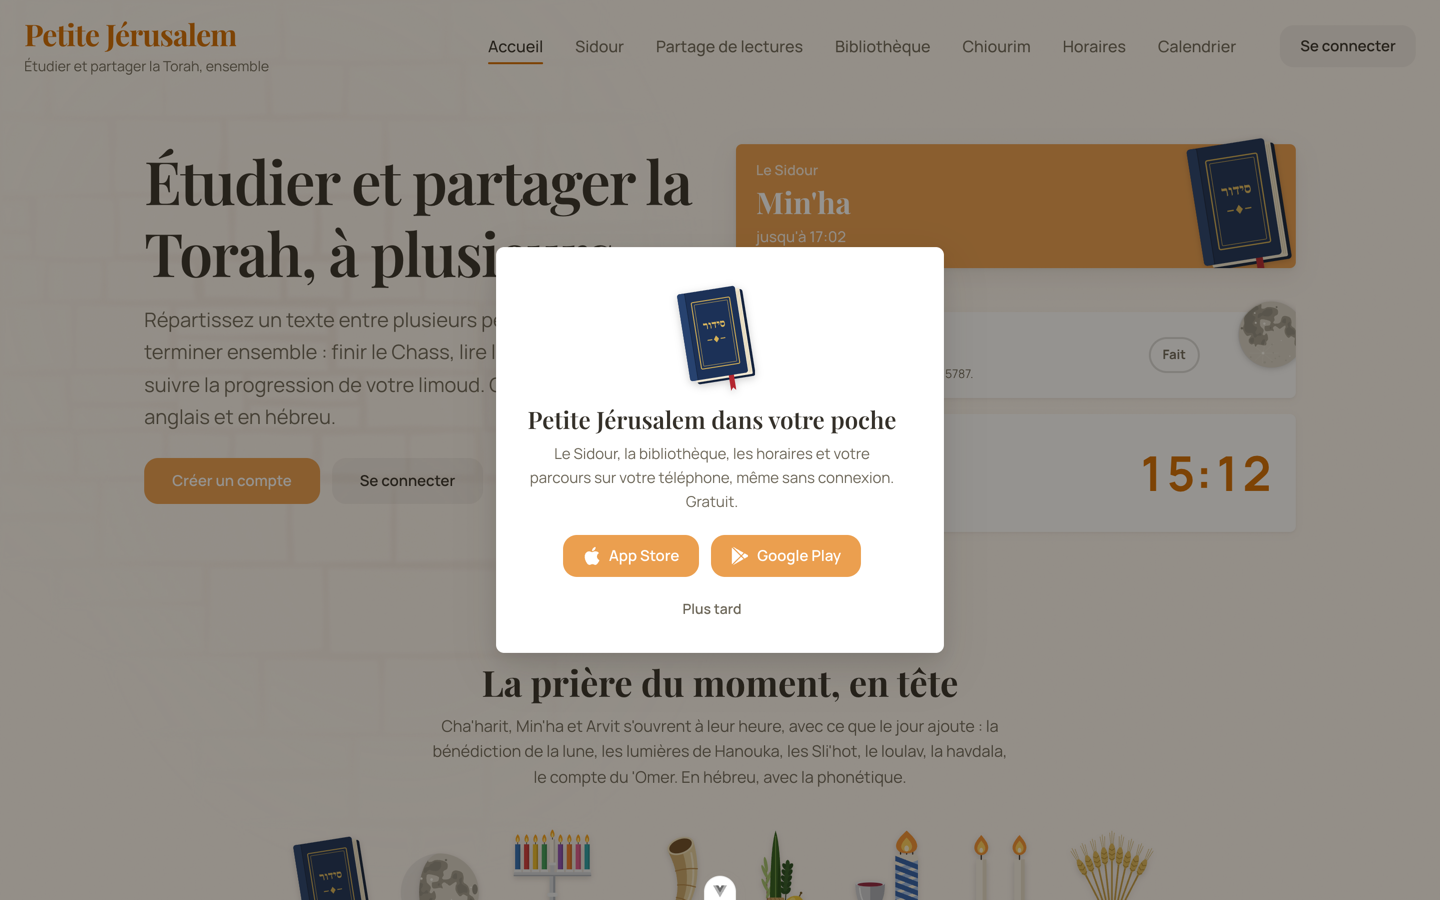 Petite Jérusalem
Étudier et partager la Torah, ensemble
Accueil
Sidour
Partage de lectures
Bibliothèque
Chiourim
Horaires
Calendrier
Se connecter
Étudier et partager la
Torah, à plusieurs
Répartissez un texte entre plusieurs
terminer ensemble : finir le Chass, lire
suivre la progression de votre limoud.
anglais et en hébreu.
Créer un compte
Se connecter
Le Sidour
Min'ha
jusqu'à 17:02
סידור
Fait
5787.
15:12
סידור
Petite Jérusalem dans votre poche
Le Sidour, la bibliothèque, les horaires et votre
parcours sur votre téléphone, même sans connexion.
Gratuit.
App Store
Google Play
Plus tard
La prière du moment, en tête
Cha'harit, Min'ha et Arvit s'ouvrent à leur heure, avec ce que le jour ajoute : la
bénédiction de la lune, les lumières de Hanouka, les Sli'hot, le loulav, la havdala,
le compte du 'Omer. En hébreu, avec la phonétique.
סידור